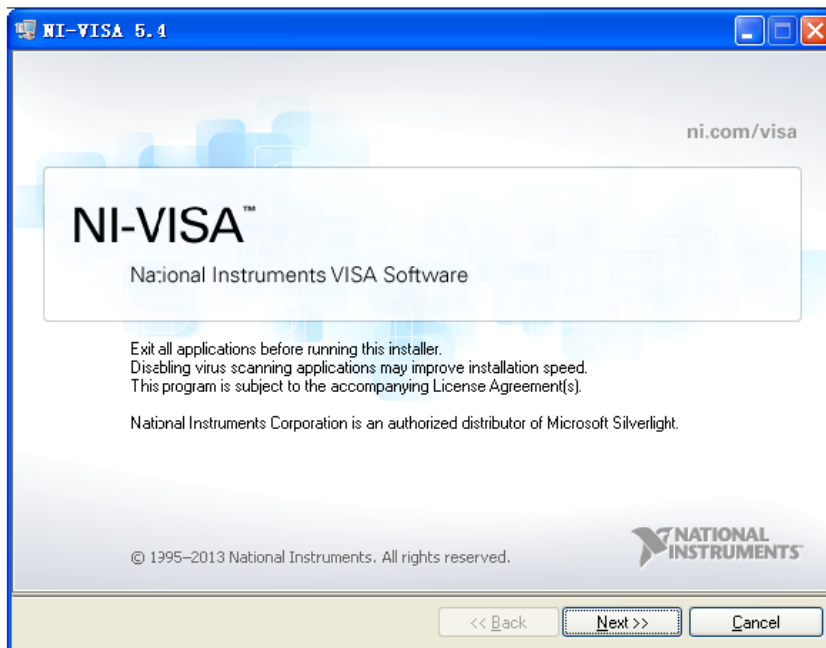 NI-VISA 5.4
ni.com/visa
NI-VISA™
National Instruments VISA Software
Exit all applications before running this installer.
Disabling virus scanning applications may improve installation speed.
This program is subject to the accompanying License Agreement(s).
National Instruments Corporation is an authorized distributor of Microsoft Silverlight.
© 1995–2013 National Instruments. All rights reserved.
NATIONAL
INSTRUMENTS™
<< Back
Next >>
Cancel